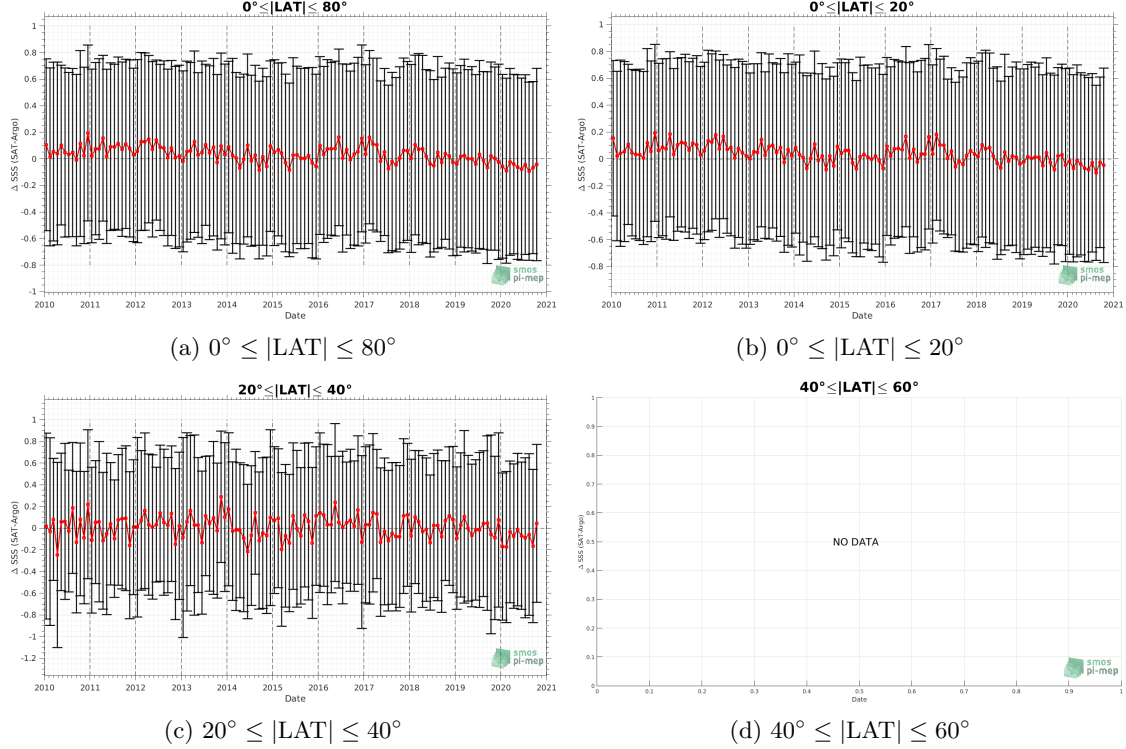 0°≤|LAT|≤ 80°
Δ SSS (SAT-Argo)
1
0.8
0.6
0.4
0.2
0
-0.2
-0.4
-0.6
-0.8
-1
2010 2011 2012 2013 2014 2015 2016 2017 2018 2019 2020 2021
Date
smos
pi-mep
(a) 0° ≤ |LAT| ≤ 80°
0°≤|LAT|≤ 20°
Δ SSS (SAT-Argo)
1
0.8
0.6
0.4
0.2
0
-0.2
-0.4
-0.6
-0.8
2010 2011 2012 2013 2014 2015 2016 2017 2018 2019 2020 2021
Date
smos
pi-mep
(b) 0° ≤ |LAT| ≤ 20°
20°≤|LAT|≤ 40°
Δ SSS (SAT-Argo)
1
0.8
0.6
0.4
0.2
0
-0.2
-0.4
-0.6
-0.8
-1
-1.2
2010 2011 2012 2013 2014 2015 2016 2017 2018 2019 2020 2021
Date
smos
pi-mep
(c) 20° ≤ |LAT| ≤ 40°
40°≤|LAT|≤ 60°
Δ SSS (SAT-Argo)
1
0.9
0.8
0.7
0.6
0.5
0.4
0.3
0.2
0.1
0
NO DATA
0 0.1 0.2 0.3 0.4 0.5 0.6 0.7 0.8 0.9 1
Date
smos
pi-mep
(d) 40° ≤ |LAT| ≤ 60°